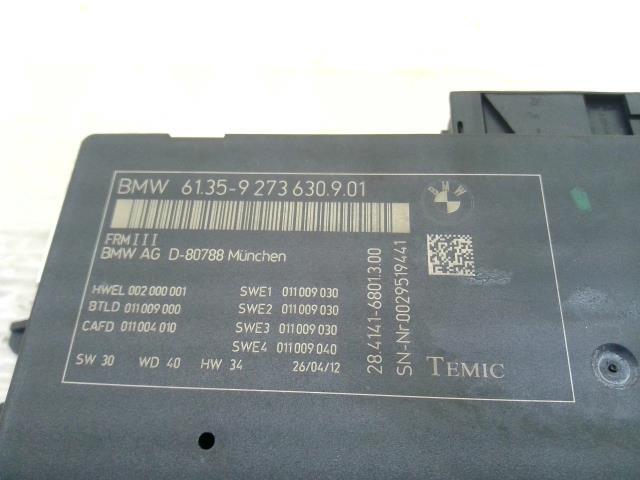 BMW 61.35-9 273 630.9.01
BMW
FRM III
BMW AG D-80788 München
HWEL 002 000 001
BTLD 011 009 000
CAFD 011 004 010
SWE1 011 009 030
SWE2 011 009 030
SWE3 011 009 030
SWE4 011 009 040
SW 30 WD 40 HW 34 26/04/12
28.4141-6801.3.00
SN-Nr.0029519441
TEMIC